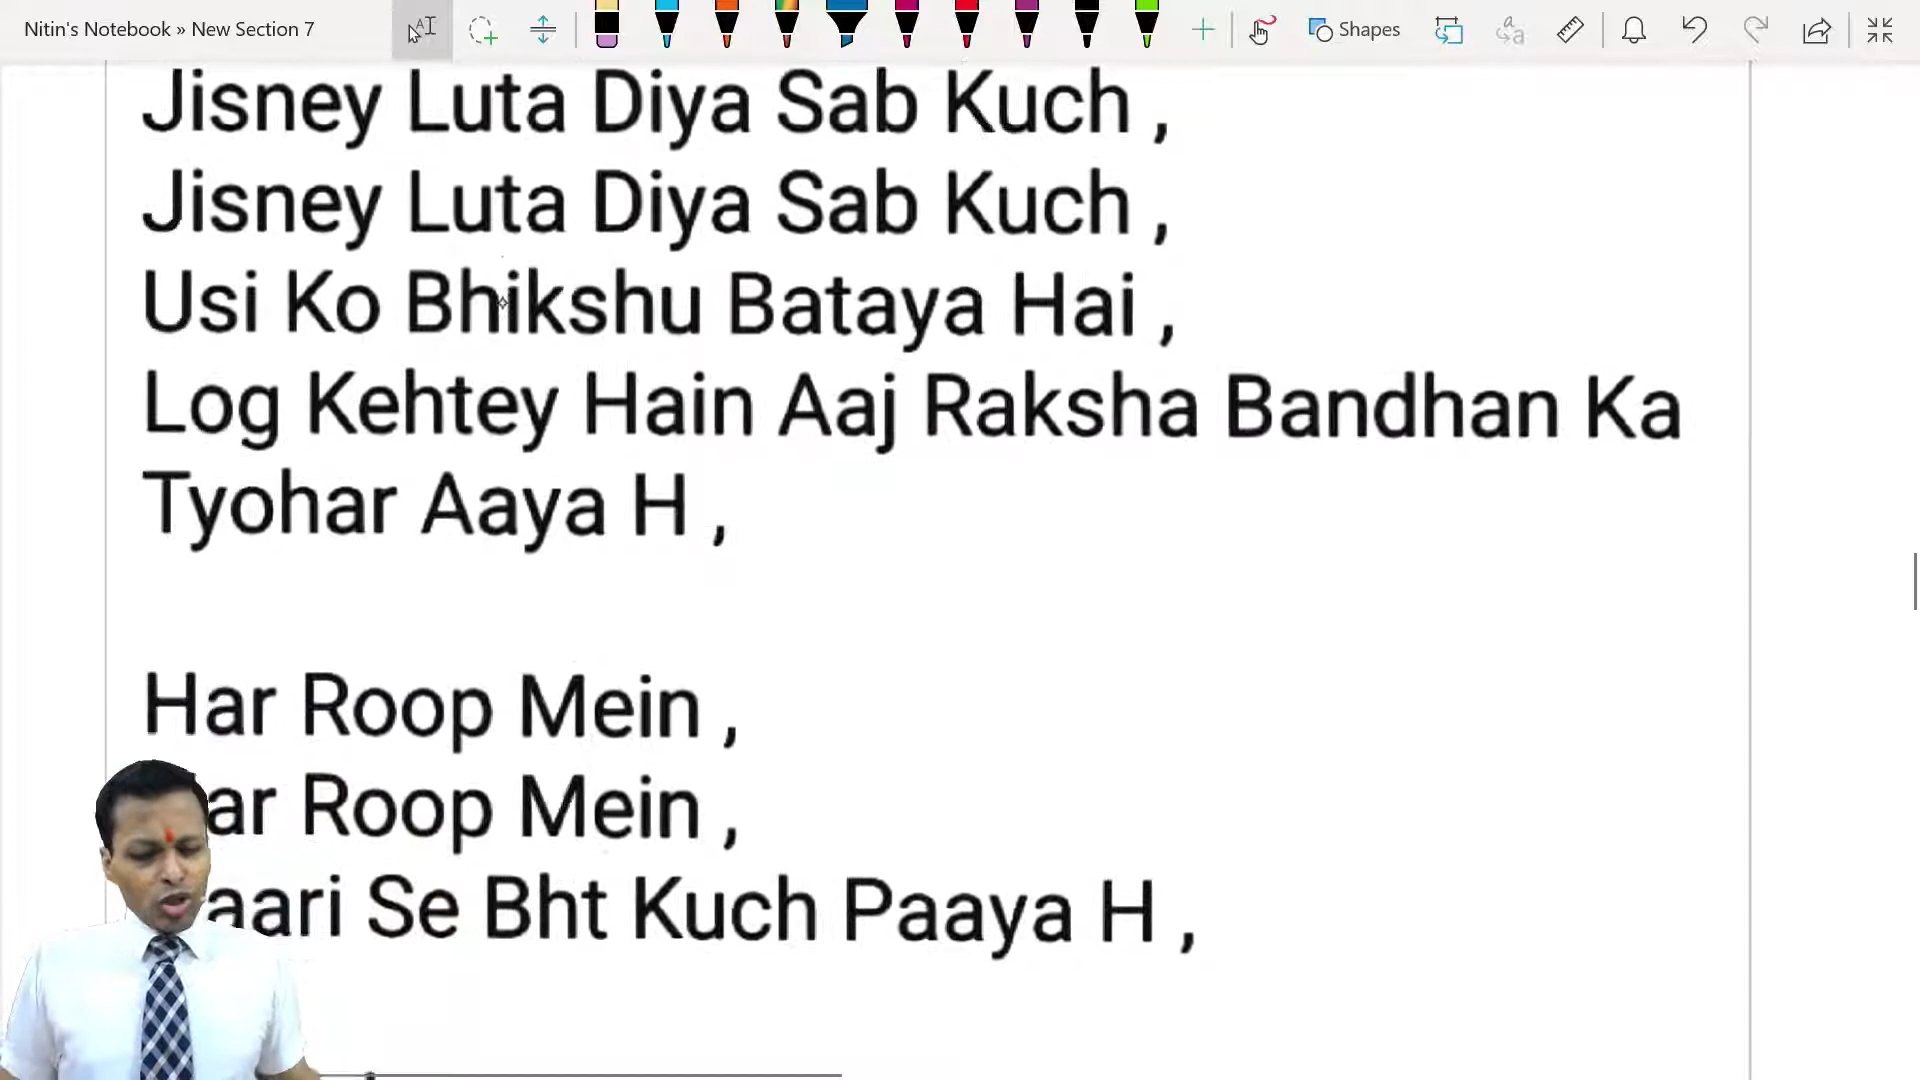 Nitin's Notebook » New Section 7
Shapes
Jisney Luta Diya Sab Kuch ,
Jisney Luta Diya Sab Kuch ,
Usi Ko Bhikshu Bataya Hai ,
Log Kehtey Hain Aaj Raksha Bandhan Ka
Tyohar Aaya H ,
Har Roop Mein ,
ar Roop Mein ,
aari Se Bht Kuch Paaya H ,